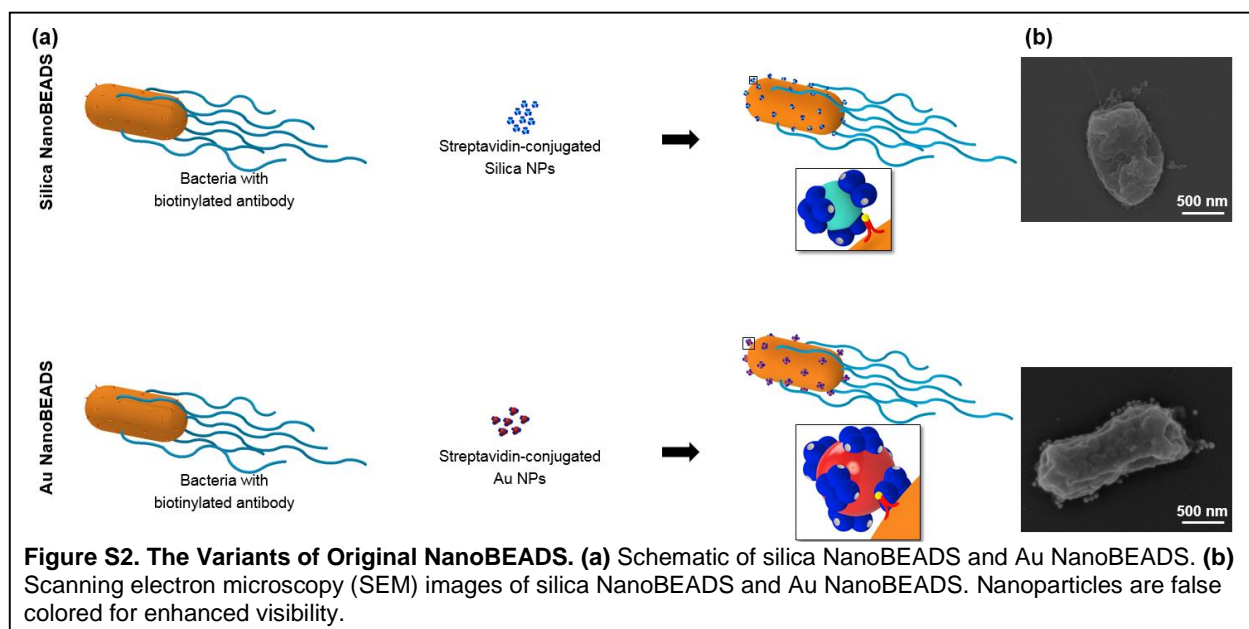 (a)
(b)
Silica NanoBEADS
Bacteria with
biotinylated antibody
Streptavidin-conjugated
Silica NPs
500 nm
Au NanoBEADS
Bacteria with
biotinylated antibody
Streptavidin-conjugated
Au NPs
500 nm
Figure S2. The Variants of Original NanoBEADS. (a) Schematic of silica NanoBEADS and Au NanoBEADS. (b)
Scanning electron microscopy (SEM) images of silica NanoBEADS and Au NanoBEADS. Nanoparticles are false
colored for enhanced visibility.